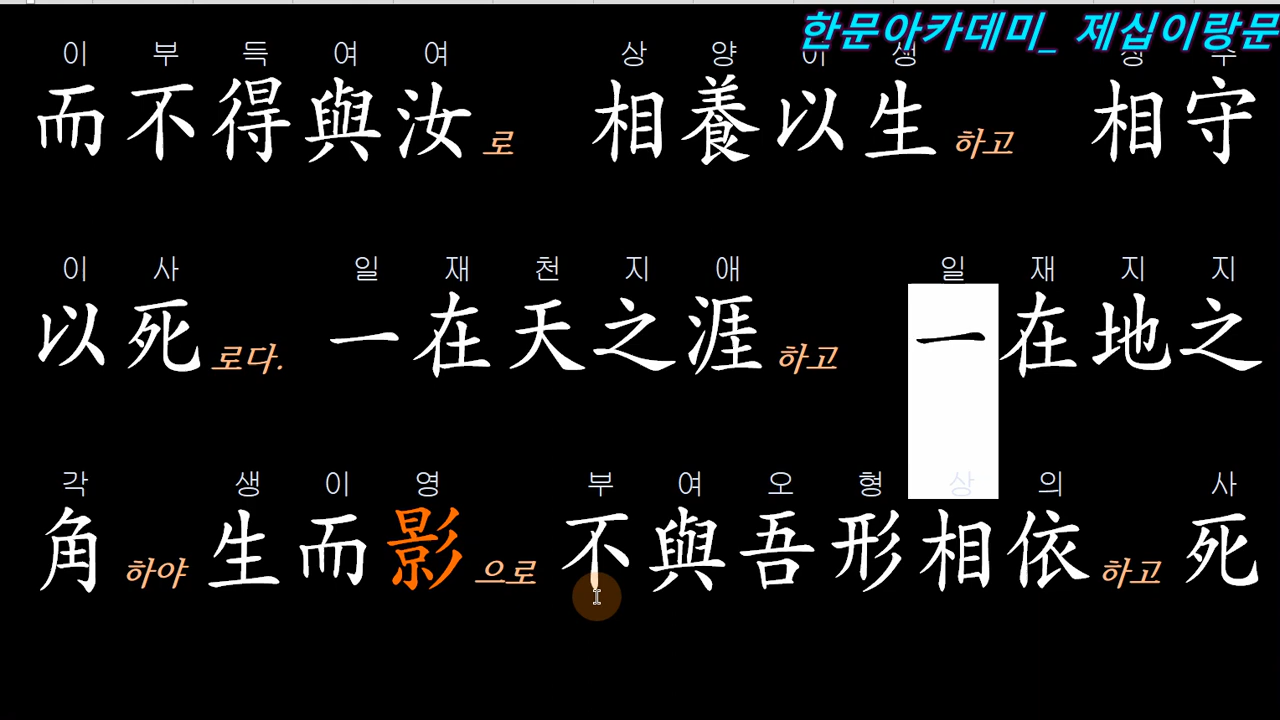 한문아카데미_ 제십이랑문
이 부 득 여 여 상 양 이 생 상 수
而不得與汝로 相養以生하고 相守
이 사 일 재 천 지 애 일 재 지 지
以死로다. 一在天之涯하고 一在地之
각 생 이 영 부 여 오 형 상 의 사
角하야 生而影으로 不與吾形相依하고 死